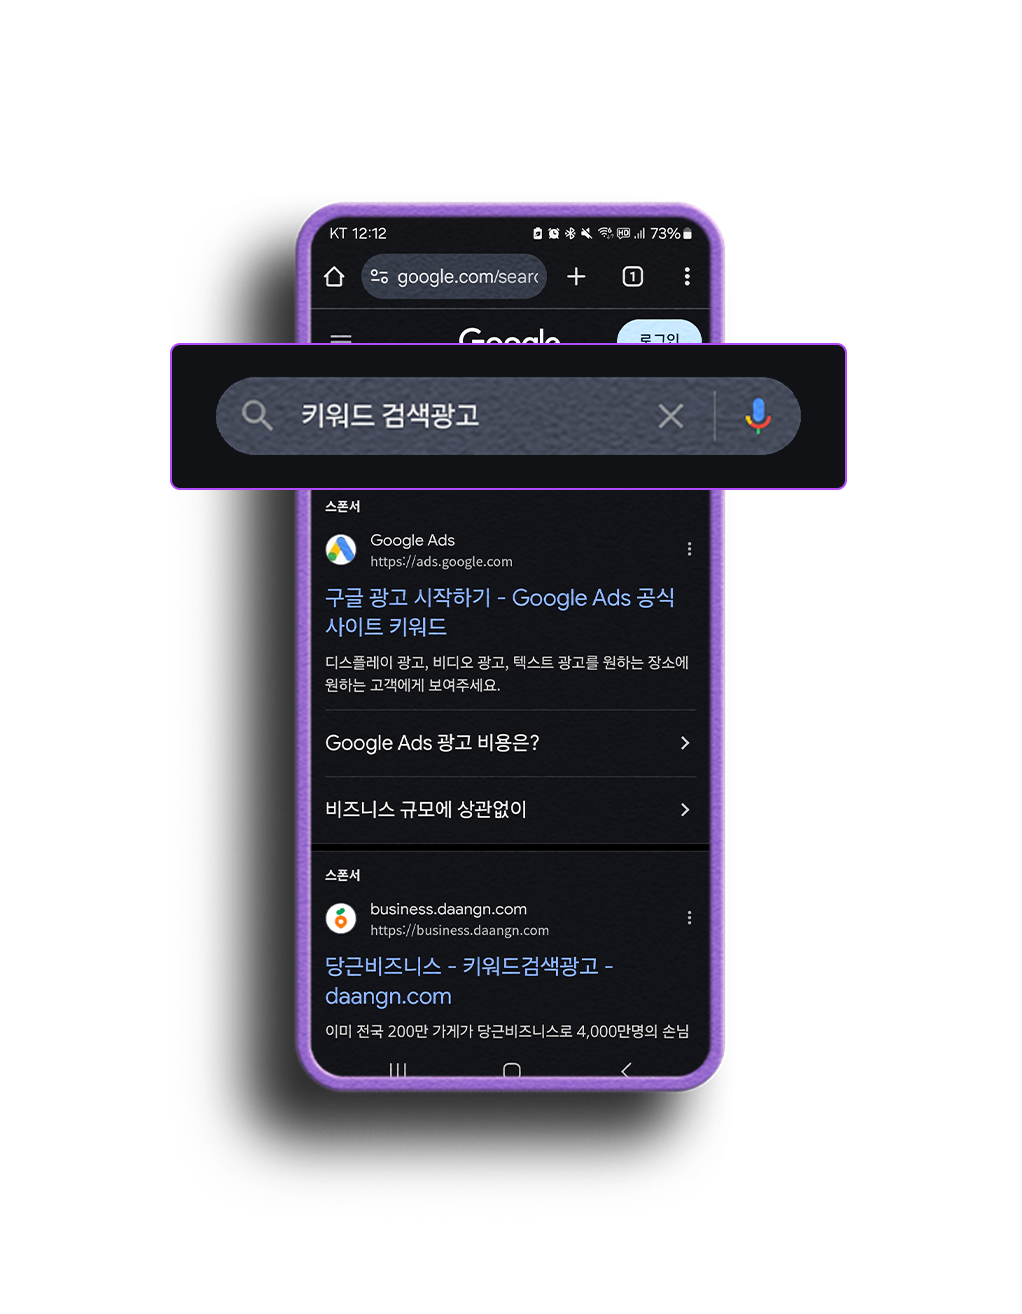 KT 12:12 HD 73%
google.com/searc
1
Google 로그인
키워드 검색광고
스폰서
Google Ads
https://ads.google.com
구글 광고 시작하기 - Google Ads 공식
사이트 키워드
디스플레이 광고, 비디오 광고, 텍스트 광고를 원하는 장소에
원하는 고객에게 보여주세요.
Google Ads 광고 비용은?
비즈니스 규모에 상관없이
스폰서
business.daangn.com
https://business.daangn.com
당근비즈니스 - 키워드검색광고 -
daangn.com
이미 전국 200만 가게가 당근비즈니스로 4,000만명의 손님